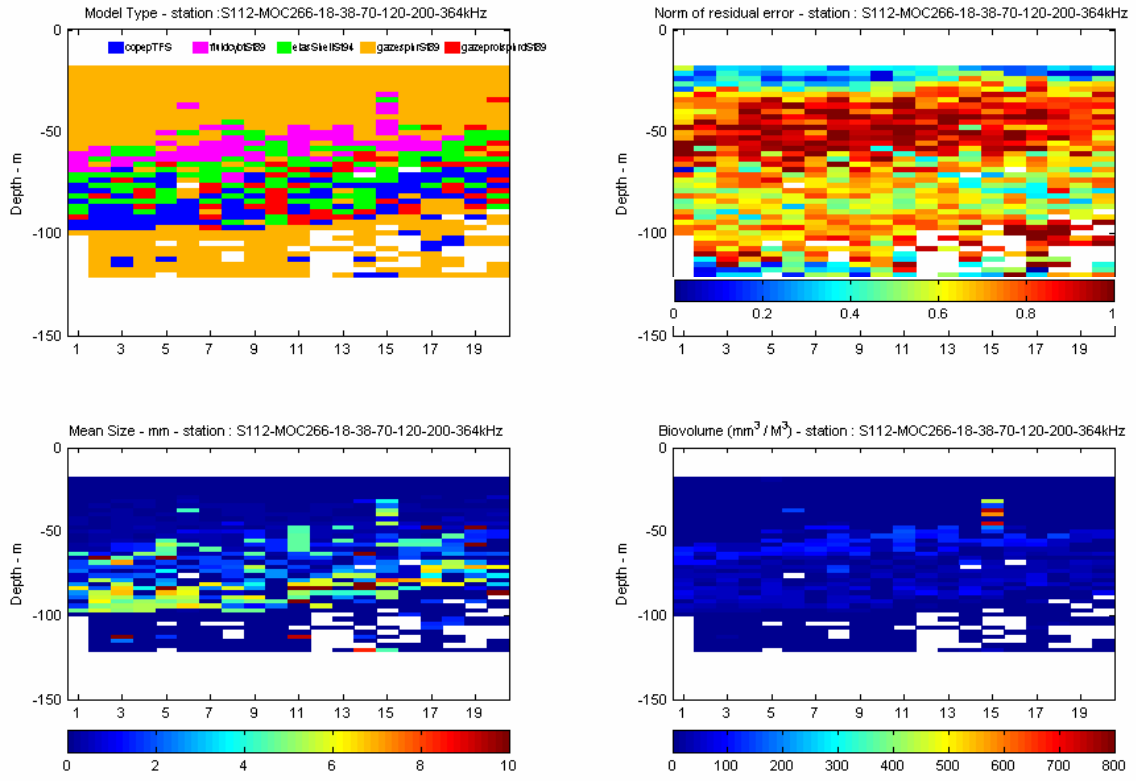 Model Type - station :S112-MOC266-18-38-70-120-200-364kHz
0
copepTFS
fluidcybtS89
elasShellS94
gazesphrS89
gazeprolsphrdS89
-50
-100
-150
Depth - m
1 3 5 7 9 11 13 15 17 19
Norm of residual error - station : S112-MOC266-18-38-70-120-200-364kHz
0
-50
-100
-150
Depth - m
0 0.2 0.4 0.6 0.8 1
1 3 5 7 9 11 13 15 17 19
Mean Size - mm - station : S112-MOC266-18-38-70-120-200-364kHz
0
-50
-100
-150
Depth - m
1 3 5 7 9 11 13 15 17 19
0 2 4 6 8 10
Biovolume (mm³ / M³) - station : S112-MOC266-18-38-70-120-200-364kHz
0
-50
-100
-150
Depth - m
1 3 5 7 9 11 13 15 17 19
0 100 200 300 400 500 600 700 800